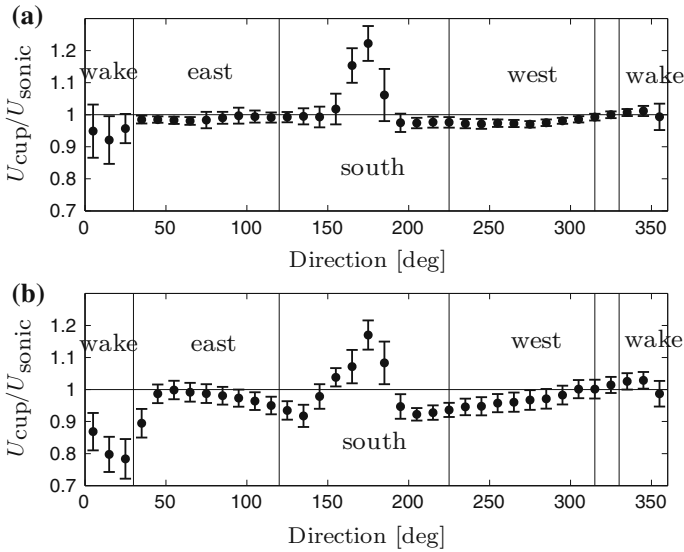 (a)
U_cup/U_sonic
1.2
1.1
1
0.9
0.8
0.7
wake east west wake
south
0 50 100 150 200 250 300 350
Direction [deg]
(b)
U_cup/U_sonic
1.2
1.1
1
0.9
0.8
0.7
wake east west wake
south
0 50 100 150 200 250 300 350
Direction [deg]